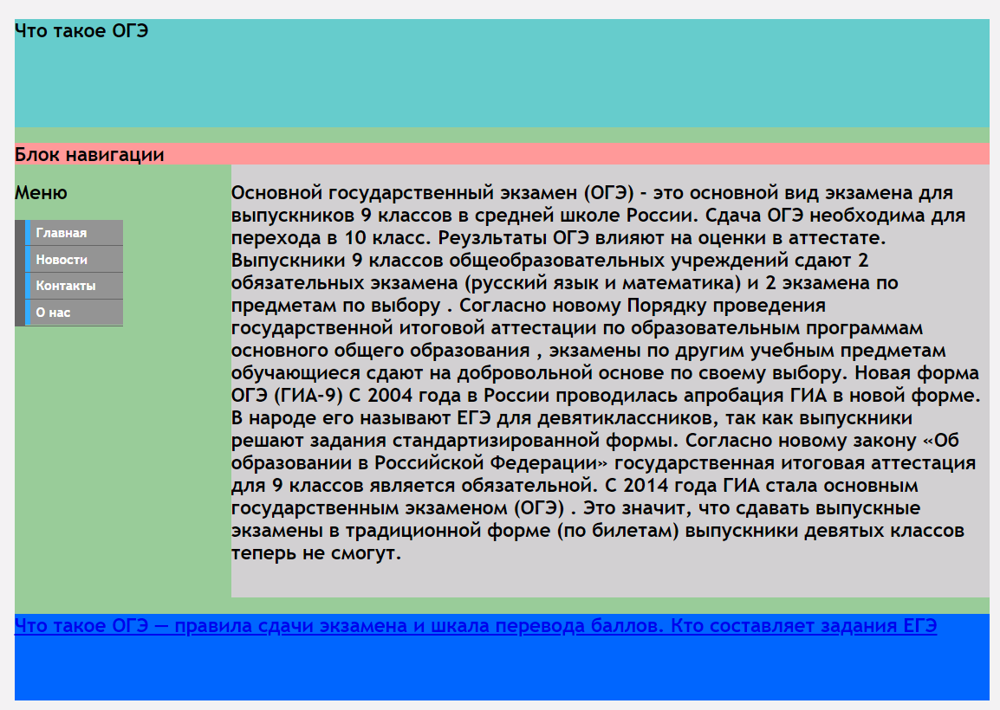 Что такое ОГЭ
Блок навигации
Меню
Главная
Новости
Контакты
О нас
Основной государственный экзамен (ОГЭ) - это основной вид экзамена для
выпускников 9 классов в средней школе России. Сдача ОГЭ необходима для
перехода в 10 класс. Реузльтаты ОГЭ влияют на оценки в аттестате.
Выпускники 9 классов общеобразовательных учреждений сдают 2
обязательных экзамена (русский язык и математика) и 2 экзамена по
предметам по выбору . Согласно новому Порядку проведения
государственной итоговой аттестации по образовательным программам
основного общего образования , экзамены по другим учебным предметам
обучающиеся сдают на добровольной основе по своему выбору. Новая форма
ОГЭ (ГИА-9) С 2004 года в России проводилась апробация ГИА в новой форме.
В народе его называют ЕГЭ для девятиклассников, так как выпускники
решают задания стандартизированной формы. Согласно новому закону «Об
образовании в Российской Федерации» государственная итоговая аттестация
для 9 классов является обязательной. С 2014 года ГИА стала основным
государственным экзаменом (ОГЭ) . Это значит, что сдавать выпускные
экзамены в традиционной форме (по билетам) выпускники девятых классов
теперь не смогут.
Что такое ОГЭ — правила сдачи экзамена и шкала перевода баллов. Кто составляет задания ЕГЭ